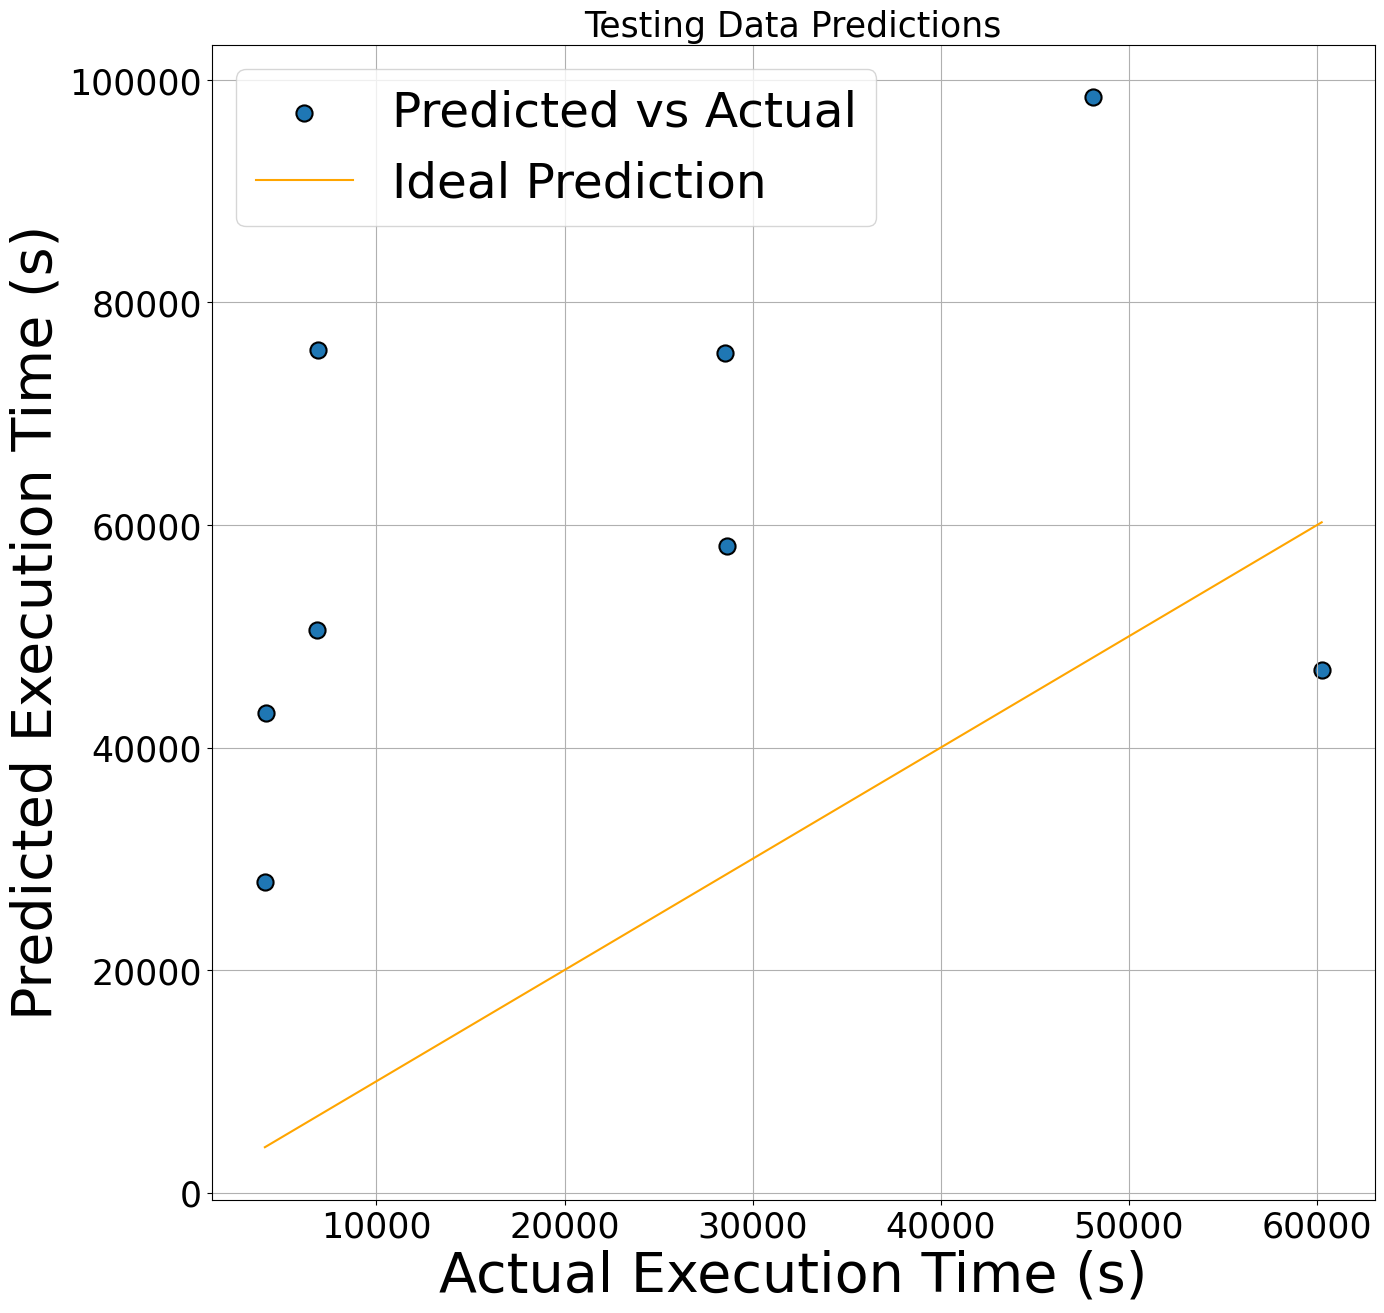 Testing Data Predictions
Predicted vs Actual
Ideal Prediction
Predicted Execution Time (s)
100000
80000
60000
40000
20000
0
10000 20000 30000 40000 50000 60000
Actual Execution Time (s)